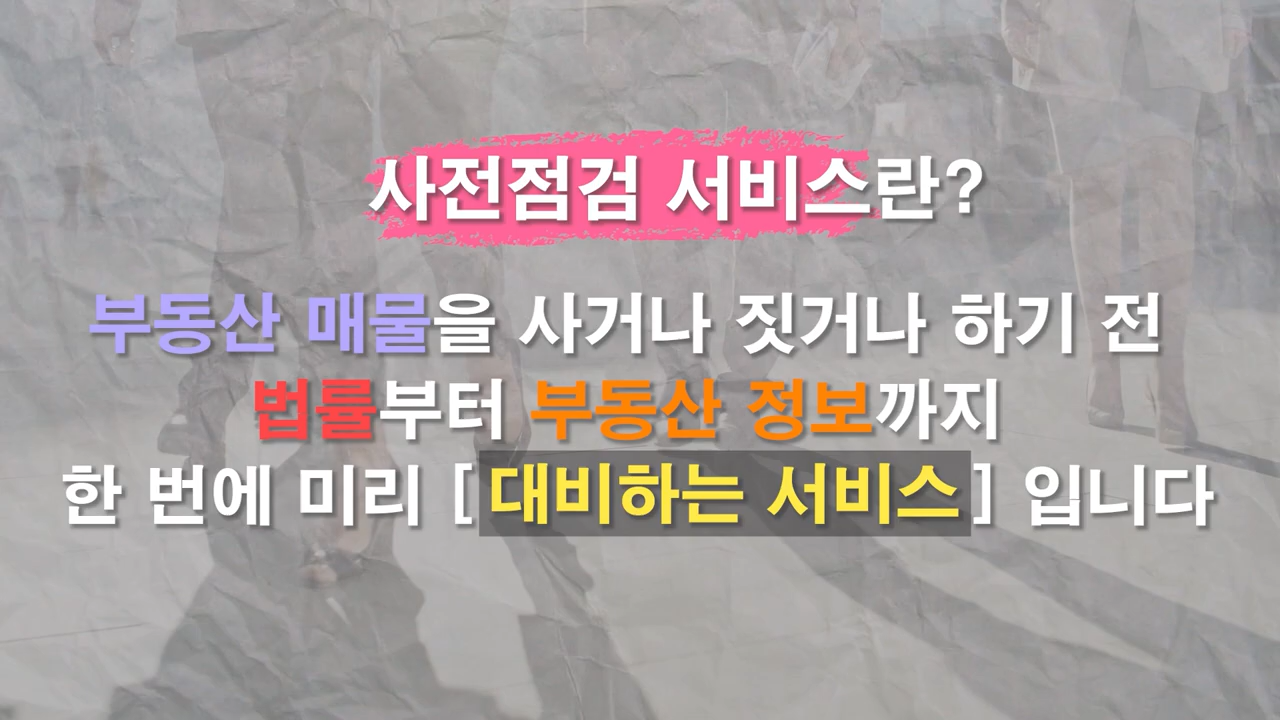 사전점검 서비스란?
부동산 매물을 사거나 짓거나 하기 전
법률부터 부동산 정보까지
한 번에 미리 [대비하는 서비스] 입니다